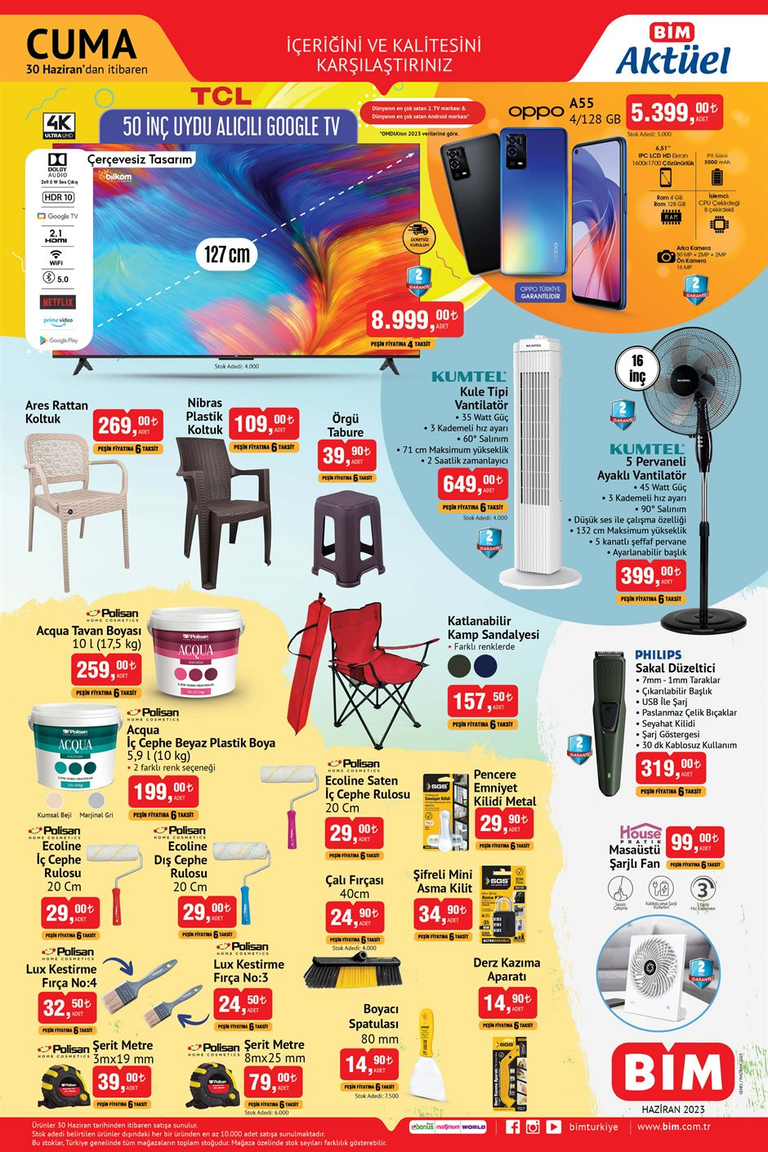 CUMA
30 Haziran'dan itibaren
İÇERİĞİNİ VE KALİTESİNİ
KARŞILAŞTIRINIZ
BİM
Aktüel
TCL
50 İNÇ UYDU ALICILI GOOGLE TV
Dünyanın en çok satan 2. TV markası &
Dünyanın en çok satan Android markası*
*OMDIA'nın 2023 verilerine göre.
4K
ULTRA HD
DOLBY
AUDIO
2x9.5 W Ses Çıkış
HDR 10
Google TV
2.1
HDMI
WiFi
5.0
NETFLIX
prime video
Google Play
Çerçevesiz Tasarım
bilkom
127 cm
ÜCRETSİZ
KURULUM
2
GARANTİ
8.999,00₺
ADET
PEŞİN FİYATINA 4 TAKSİT
Stok Adedi: 4.000
oppo A55
4/128 GB
5.399,00₺
ADET
Stok Adedi: 5.000
6,51"
IPC LCD HD Ekran
1600x1700 Çözünürlük
Pil Gücü
5000 mAh
Ram 4 GB
Rom 128 GB
RAM
İşlemci
CPU Çekirdeği
8 çekirdekli
Arka Kamera
50 MP + 2MP + 2MP
Ön Kamera
16 MP
OPPO TÜRKİYE
GARANTİLİDİR
2
GARANTİ
Ares Rattan
Koltuk
269,00₺
ADET
PEŞİN FİYATINA 6 TAKSİT
Nibras
Plastik
Koltuk
109,00₺
ADET
PEŞİN FİYATINA 6 TAKSİT
Örgü
Tabure
39,90₺
ADET
PEŞİN FİYATINA 6 TAKSİT
KUMTEL
Kule Tipi
Vantilatör
• 35 Watt Güç
• 3 Kademeli hız ayarı
• 60° Salınım
• 71 cm Maksimum yükseklik
• 2 Saatlik zamanlayıcı
649,00₺
ADET
PEŞİN FİYATINA 6 TAKSİT
Stok Adedi: 4.000
2
GARANTİ
16
inç
2
GARANTİ
KUMTEL
5 Pervaneli
Ayaklı Vantilatör
• 45 Watt Güç
• 3 Kademeli hız ayarı
• 90° Salınım
• Düşük ses ile çalışma özelliği
• 132 cm Maksimum yükseklik
• 5 kanatlı şeffaf pervane
• Ayarlanabilir başlık
399,00₺
ADET
PEŞİN FİYATINA 6 TAKSİT
Polisan
HOME COSMETICS
Acqua Tavan Boyası
10 l (17,5 kg)
259,00₺
ADET
PEŞİN FİYATINA 6 TAKSİT
Polisan
ACQUA
Polisan
HOME COSMETICS
Acqua
İç Cephe Beyaz Plastik Boya
5,9 l (10 kg)
• 2 farklı renk seçeneği
199,00₺
ADET
PEŞİN FİYATINA 6 TAKSİT
Polisan
ACQUA
Kumsal Beji
Marjinal Gri
Katlanabilir
Kamp Sandalyesi
• Farklı renklerde
157,50₺
ADET
PEŞİN FİYATINA 6 TAKSİT
PHILIPS
Sakal Düzeltici
• 7mm - 1mm Taraklar
• Çıkarılabilir Başlık
• USB İle Şarj
• Paslanmaz Çelik Bıçaklar
• Seyahat Kilidi
• Şarj Göstergesi
• 30 dk Kablosuz Kullanım
319,00₺
ADET
PEŞİN FİYATINA 6 TAKSİT
2
GARANTİ
Polisan
HOME COSMETICS
Ecoline Saten
İç Cephe Rulosu
20 Cm
29,00₺
ADET
PEŞİN FİYATINA 6 TAKSİT
SGS
Pencere
Emniyet
Kilidi Metal
29,90₺
ADET
PEŞİN FİYATINA 6 TAKSİT
Polisan
HOME COSMETICS
Ecoline
İç Cephe
Rulosu
20 Cm
29,00₺
ADET
PEŞİN FİYATINA 6 TAKSİT
Polisan
HOME COSMETICS
Ecoline
Dış Cephe
Rulosu
20 Cm
29,00₺
ADET
PEŞİN FİYATINA 6 TAKSİT
Çalı Fırçası
40cm
24,90₺
ADET
PEŞİN FİYATINA 6 TAKSİT
Stok Adedi: 4.000
Şifreli Mini
Asma Kilit
34,90₺
ADET
PEŞİN FİYATINA 6 TAKSİT
SGS
House
PRATİK
Masaüstü
Şarjlı Fan
99,00₺
ADET
PEŞİN FİYATINA 6 TAKSİT
3
2
GARANTİ
Polisan
HOME COSMETICS
Lux Kestirme
Fırça No:4
32,50₺
ADET
PEŞİN FİYATINA 6 TAKSİT
Polisan
HOME COSMETICS
Lux Kestirme
Fırça No:3
24,50₺
ADET
PEŞİN FİYATINA 6 TAKSİT
Boyacı
Spatulası
80 mm
14,90₺
ADET
PEŞİN FİYATINA 6 TAKSİT
Stok Adedi: 7.500
Derz Kazıma
Aparatı
14,90₺
ADET
PEŞİN FİYATINA 6 TAKSİT
SGS
Polisan
HOME COSMETICS
Şerit Metre
3mx19 mm
39,00₺
ADET
PEŞİN FİYATINA 6 TAKSİT
Polisan
HOME COSMETICS
Şerit Metre
8mx25 mm
79,00₺
ADET
PEŞİN FİYATINA 6 TAKSİT
Stok Adedi: 6.000
BİM
HAZİRAN 2023
Ürünler 30 Haziran tarihinden itibaren satışa sunulur.
Stok adedi belirtilen ürünler dışındaki her bir üründen en az 10.000 adet satışa sunulmaktadır.
Bu stoklar, Türkiye genelinde tüm mağazaların toplam stoğudur. Mağaza özelinde stok sayıları farklılık gösterebilir.
bonus
maximum
WORLD
bimturkiye
www.bim.com.tr